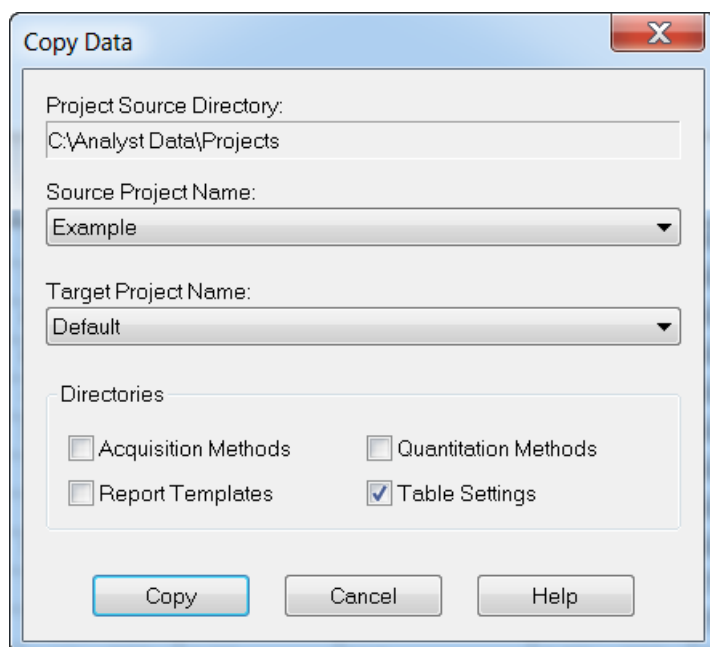 Copy Data
Project Source Directory:
C:\Analyst Data\Projects
Source Project Name:
Example
Target Project Name:
Default
Directories
Acquisition Methods Quantitation Methods
Report Templates Table Settings
Copy Cancel Help